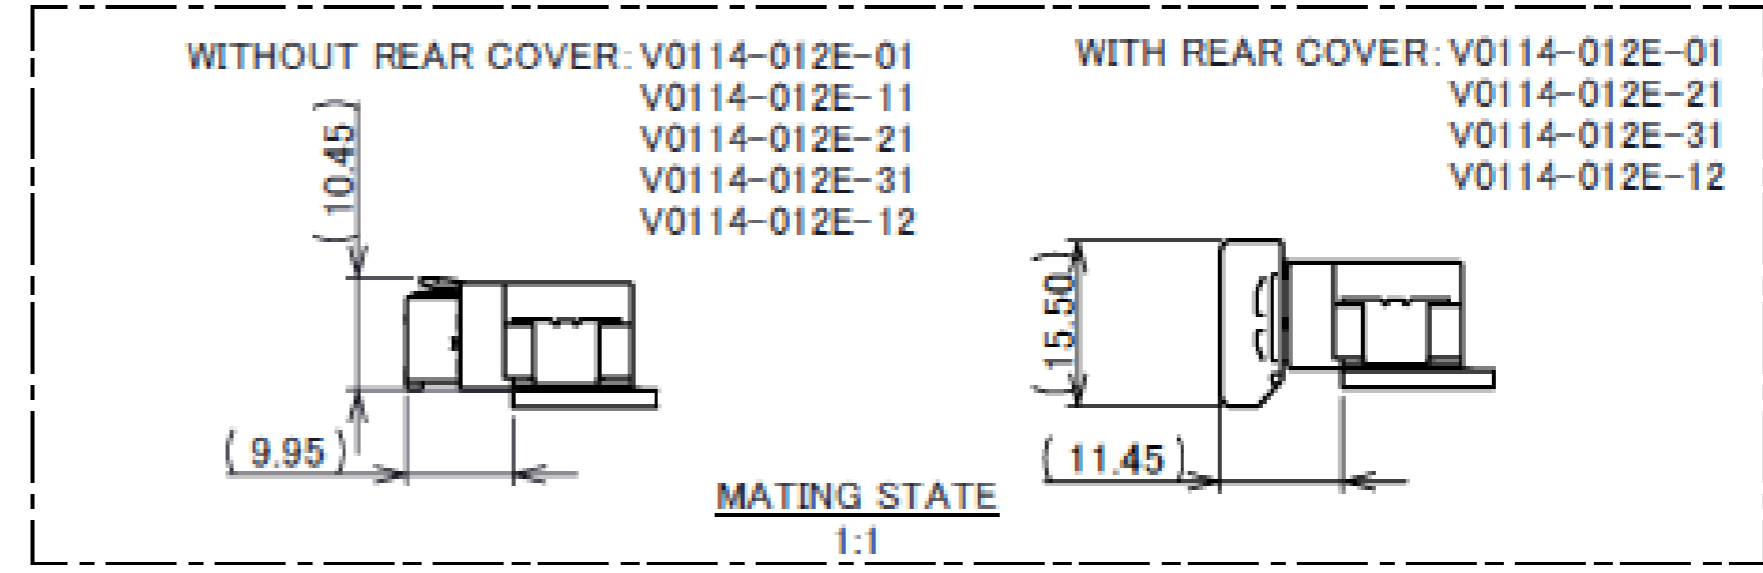 WITHOUT REAR COVER: V0114-012E-01
V0114-012E-11
V0114-012E-21
V0114-012E-31
V0114-012E-12
(10.45)
(9.95)
WITH REAR COVER: V0114-012E-01
V0114-012E-21
V0114-012E-31
V0114-012E-12
(15.50)
(11.45)
MATING STATE
1:1